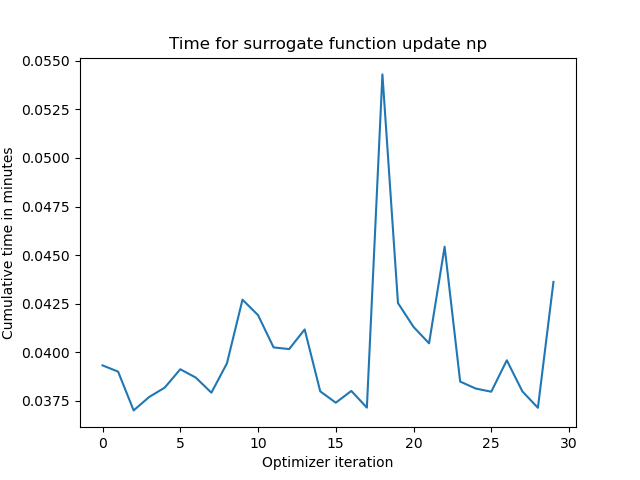 Time for surrogate function update np
Cumulative time in minutes
0.0550
0.0525
0.0500
0.0475
0.0450
0.0425
0.0400
0.0375
0 5 10 15 20 25 30
Optimizer iteration